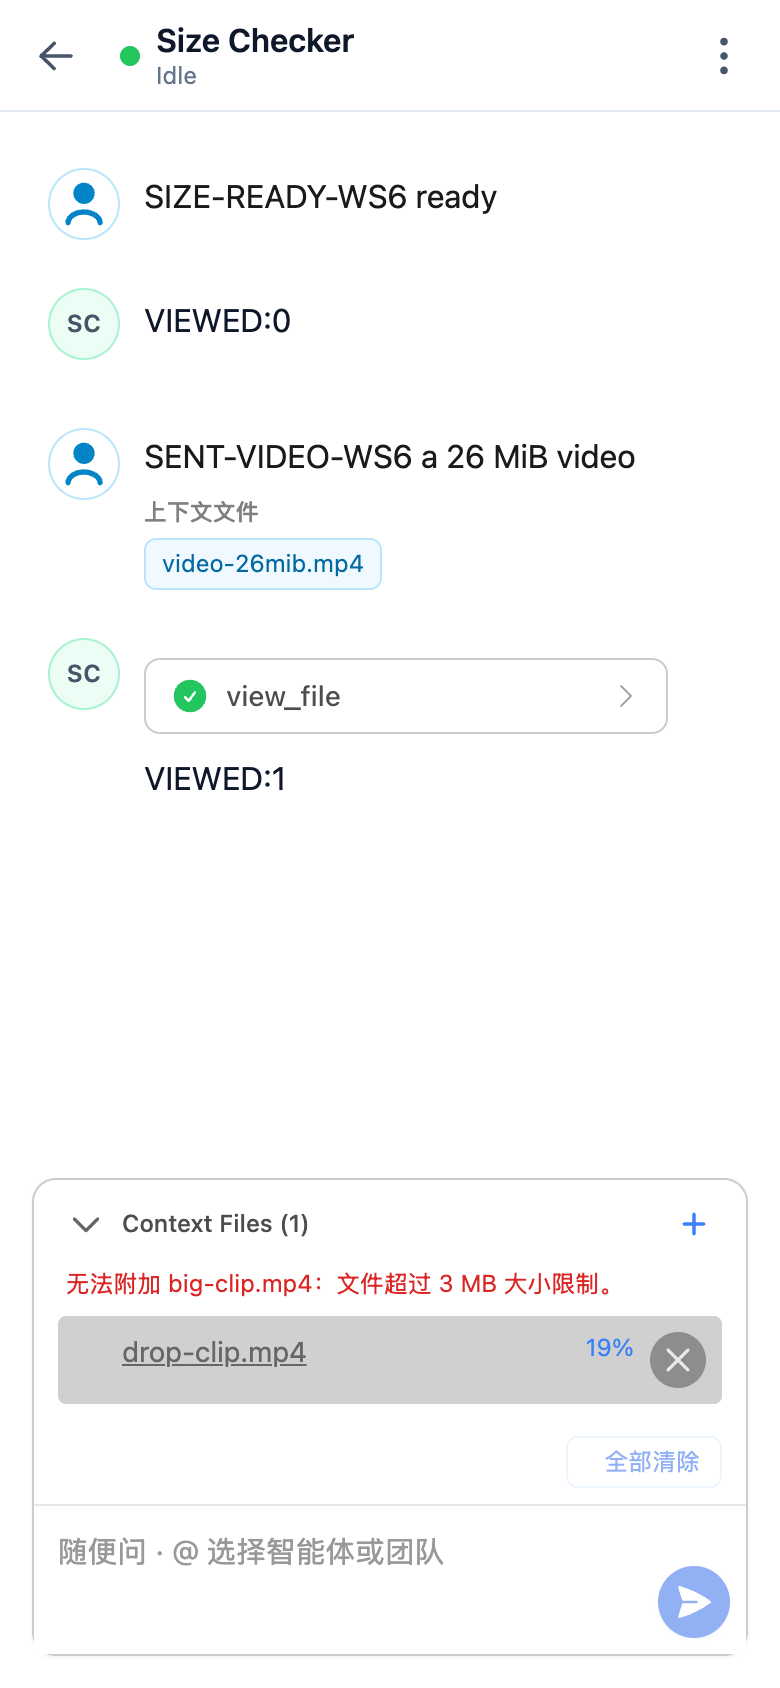 Size Checker
Idle
SIZE-READY-WS6 ready
SC
VIEWED:0
SENT-VIDEO-WS6 a 26 MiB video
上下文文件
video-26mib.mp4
SC
view_file
VIEWED:1
Context Files (1)
无法附加 big-clip.mp4：文件超过 3 MB 大小限制。
drop-clip.mp4
19%
全部清除
随便问 · @ 选择智能体或团队